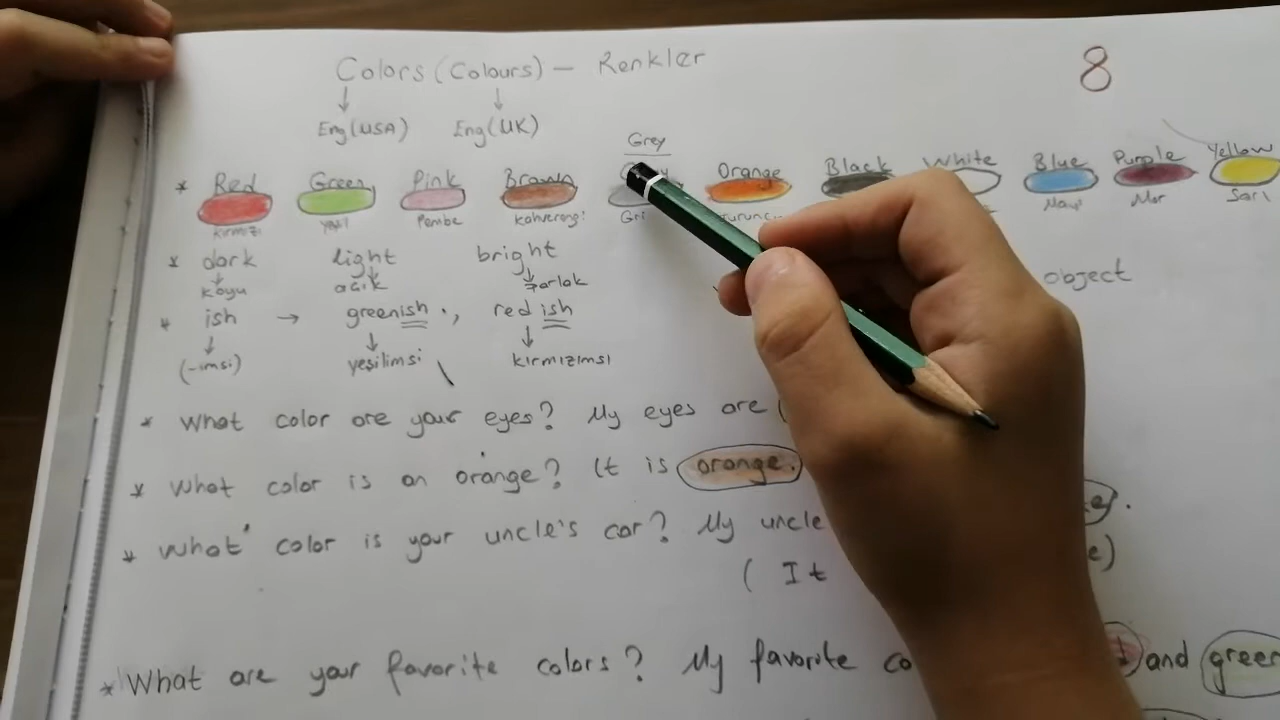 Colors (Colours) — Renkler
8
Eng(USA) Eng(UK)
Grey
* Red Green Pink Brown Orange Black White Blue Purple Yellow
kırmızı yeşil Pembe kahverengi Gri Mavi Mor Sarı
* dark light bright object
koyu açık parlak
* ish → greenish , redish
(-ımsı) yeşilimsi kırmızımsı
* What color are your eyes? My eyes are (
* What color is an orange? It is orange.
* What color is your uncle's car? My uncle
( It
* What are your favorite colors? My favorite co and green